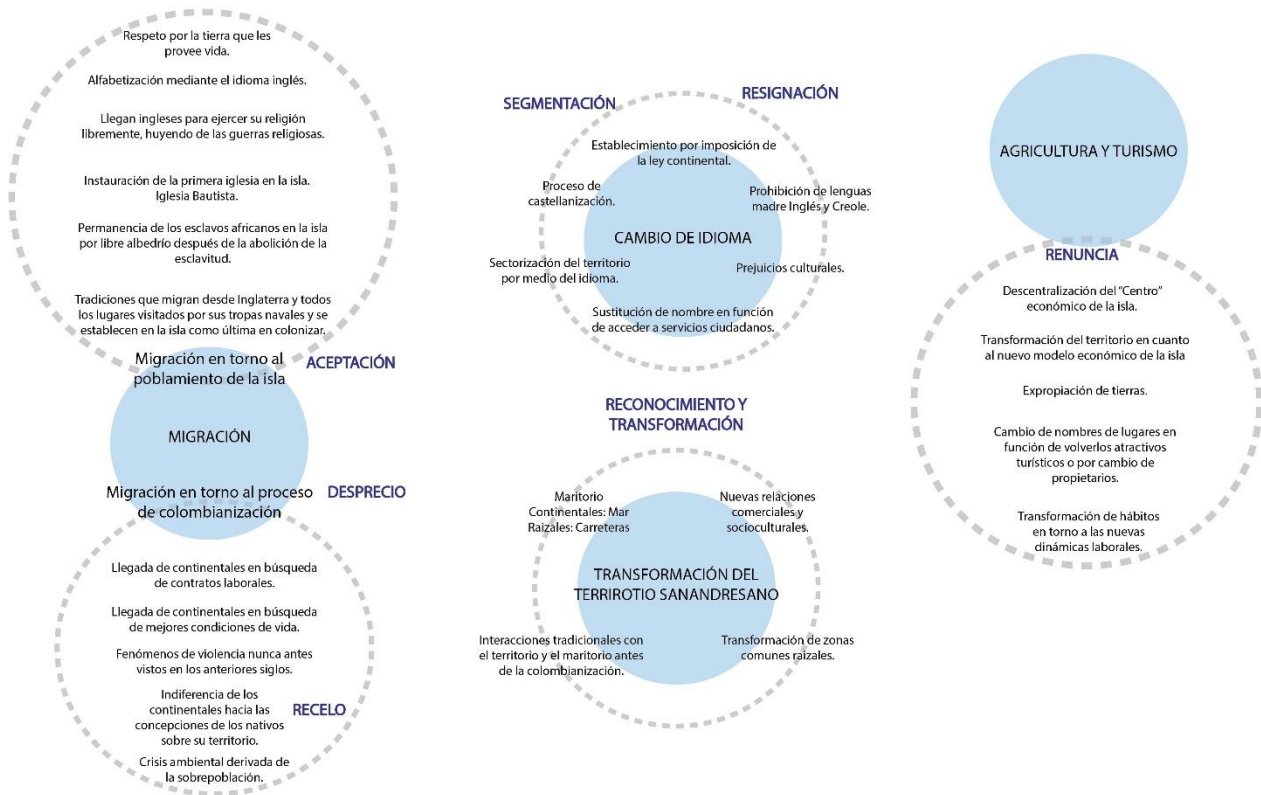 Respeto por la tierra que les
provee vida.
Alfabetización mediante el idioma inglés.
Llegan ingleses para ejercer su religión
libremente, huyendo de las guerras religiosas.
Instauración de la primera iglesia en la isla.
Iglesia Bautista.
Permanencia de los esclavos africanos en la isla
por libre albedrío después de la abolición de la
esclavitud.
Tradiciones que migran desde Inglaterra y todos
los lugares visitados por sus tropas navales y se
establecen en la isla como última en colonizar.
Migración en torno al
poblamiento de la isla
ACEPTACIÓN
MIGRACIÓN
Migración en torno al proceso
de colombianización
DESPRECIO
Llegada de continentales en búsqueda
de contratos laborales.
Llegada de continentales en búsqueda
de mejores condiciones de vida.
Fenómenos de violencia nunca antes
vistos en los anteriores siglos.
Indiferencia de los
continentales hacia las
concepciones de los nativos
sobre su territorio.
RECELO
Crisis ambiental derivada de
la sobrepoblación.
SEGMENTACIÓN
RESIGNACIÓN
Establecimiento por imposición de
la ley continental.
Proceso de
castellanización.
Prohibición de lenguas
madre Inglés y Creole.
CAMBIO DE IDIOMA
Sectorización del territorio
por medio del idioma.
Prejuicios culturales.
Sustitución de nombre en función
de acceder a servicios ciudadanos.
RECONOCIMIENTO Y
TRANSFORMACIÓN
Maritorio
Continentales: Mar
Raizales: Carreteras
Nuevas relaciones
comerciales y
socioculturales.
TRANSFORMACIÓN DEL
TERRIROTIO SANANDRESANO
Interacciones tradicionales con
el territorio y el maritorio antes
de la colombianización.
Transformación de zonas
comunes raizales.
AGRICULTURA Y TURISMO
RENUNCIA
Descentralización del “Centro”
económico de la isla.
Transformación del territorio en cuanto
al nuevo modelo económico de la isla
Expropiación de tierras.
Cambio de nombres de lugares en
función de volverlos atractivos
turísticos o por cambio de
propietarios.
Transformación de hábitos
en torno a las nuevas
dinámicas laborales.